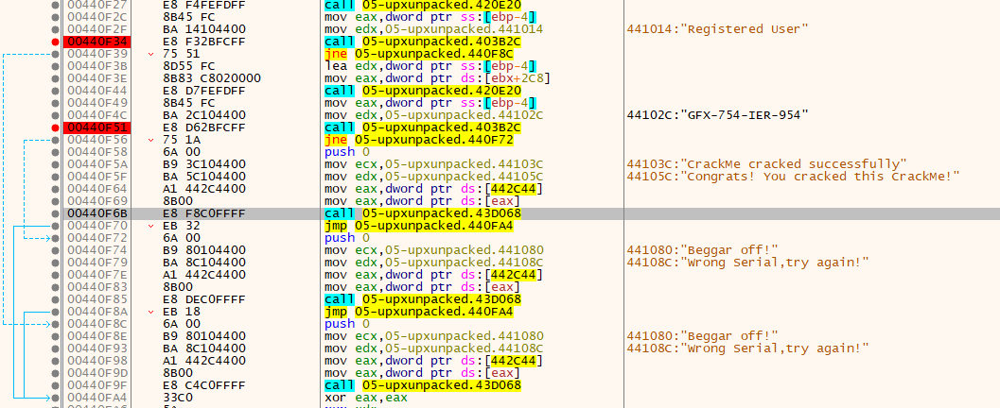 00440F27 E8 F4FEFDFF call 05-upxunpacked.420E20
00440F2C 8B45 FC mov eax,dword ptr ss:[ebp-4]
00440F2F BA 14104400 mov edx,05-upxunpacked.441014 441014:"Registered User"
00440F34 E8 F32BFCFF call 05-upxunpacked.403B2C
00440F39 75 51 jne 05-upxunpacked.440F8C
00440F3B 8D55 FC lea edx,dword ptr ss:[ebp-4]
00440F3E 8B83 C8020000 mov eax,dword ptr ds:[ebx+2C8]
00440F44 E8 D7FEFDFF call 05-upxunpacked.420E20
00440F49 8B45 FC mov eax,dword ptr ss:[ebp-4]
00440F4C BA 2C104400 mov edx,05-upxunpacked.44102C 44102C:"GFX-754-IER-954"
00440F51 E8 D62BFCFF call 05-upxunpacked.403B2C
00440F56 75 1A jne 05-upxunpacked.440F72
00440F58 6A 00 push 0
00440F5A B9 3C104400 mov ecx,05-upxunpacked.44103C 44103C:"CrackMe cracked successfully"
00440F5F BA 5C104400 mov edx,05-upxunpacked.44105C 44105C:"Congrats! You cracked this CrackMe!"
00440F64 A1 442C4400 mov eax,dword ptr ds:[442C44]
00440F69 8B00 mov eax,dword ptr ds:[eax]
00440F6B E8 F8C0FFFF call 05-upxunpacked.43D068
00440F70 EB 32 jmp 05-upxunpacked.440FA4
00440F72 6A 00 push 0
00440F74 B9 80104400 mov ecx,05-upxunpacked.441080 441080:"Beggar off!"
00440F79 BA 8C104400 mov edx,05-upxunpacked.44108C 44108C:"Wrong Serial,try again!"
00440F7E A1 442C4400 mov eax,dword ptr ds:[442C44]
00440F83 8B00 mov eax,dword ptr ds:[eax]
00440F85 E8 DEC0FFFF call 05-upxunpacked.43D068
00440F8A EB 18 jmp 05-upxunpacked.440FA4
00440F8C 6A 00 push 0
00440F8E B9 80104400 mov ecx,05-upxunpacked.441080 441080:"Beggar off!"
00440F93 BA 8C104400 mov edx,05-upxunpacked.44108C 44108C:"Wrong Serial,try again!"
00440F98 A1 442C4400 mov eax,dword ptr ds:[442C44]
00440F9D 8B00 mov eax,dword ptr ds:[eax]
00440F9F E8 C4C0FFFF call 05-upxunpacked.43D068
00440FA4 33C0 xor eax,eax